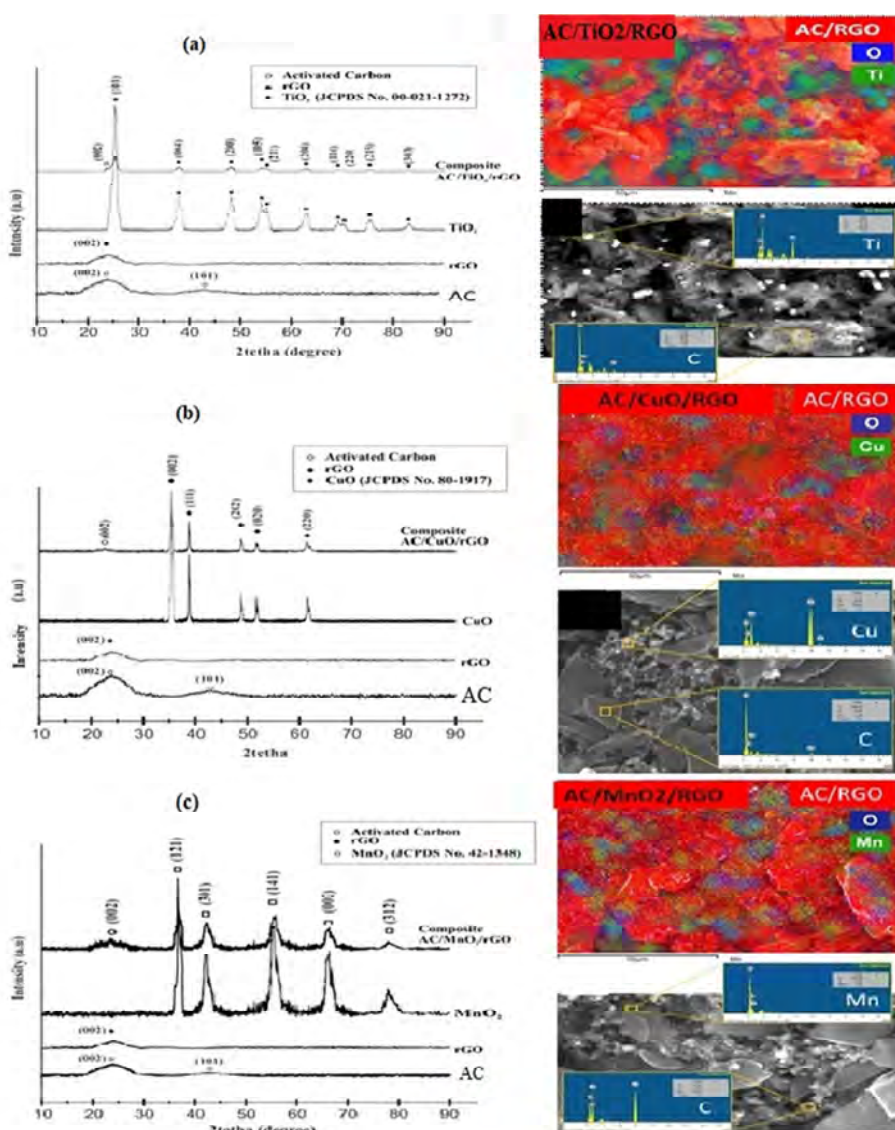 (a)
Activated Carbon
rGO
TiO₂ (JCPDS No. 00-021-1272)
(002)
(101)
(004)
(200)
(105)
(211)
(204)
(116)
(220)
(215)
(303)
Composite
AC/TiO₂/rGO
TiO₂
(002)
rGO
(002)
(101)
AC
Intensity (a.u)
10 20 30 40 50 60 70 80 90
2tetha (degree)
AC/TiO2/RGO
AC/RGO
O
Ti
Ti
C
(b)
Activated Carbon
rGO
CuO (JCPDS No. 80-1917)
(002)
(002)
(111)
(202)
(020)
(220)
Composite
AC/CuO/rGO
CuO
(002)
rGO
(002)
(101)
AC
Intensity (a.u)
10 20 30 40 50 60 70 80 90
2tetha
AC/CuO/RGO
AC/RGO
O
Cu
Cu
C
(c)
Activated Carbon
rGO
MnO₂ (JCPDS No. 42-1348)
(002)
(121)
(301)
(141)
(002)
(312)
Composite
AC/MnO₂/rGO
MnO₂
(002)
rGO
(002)
(101)
AC
Intensity (a.u)
10 20 30 40 50 60 70 80 90
2tetha (degree)
AC/MnO2/RGO
AC/RGO
O
Mn
Mn
C